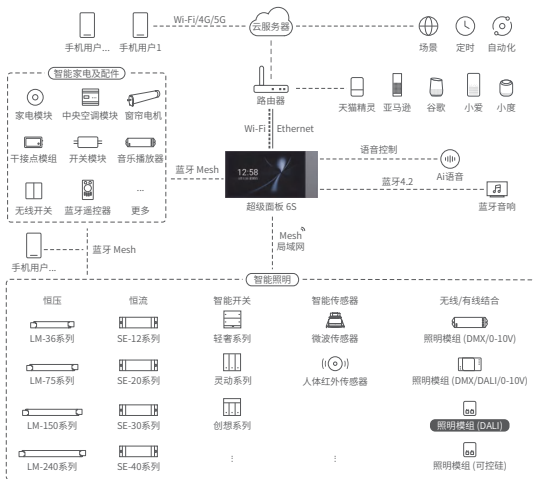 Wi-Fi/4G/5G
云服务器
手机用户... 手机用户1
场景 定时 自动化
智能家电及配件
路由器
天猫精灵 亚马逊 谷歌 小爱 小度
家电模块 中央空调模块 窗帘电机
Wi-Fi Ethernet
语音控制
干接点模组 开关模块 音乐播放器
蓝牙 Mesh
12:58
Ai语音
蓝牙4.2
无线开关 蓝牙遥控器 更多
超级面板 6S
蓝牙音响
蓝牙 Mesh
Mesh
局域网
手机用户...
智能照明
恒压 恒流 智能开关 智能传感器 无线/有线结合
LM-36系列 SE-12系列 轻奢系列 微波传感器 照明模组 (DMX/0-10V)
LM-75系列 SE-20系列 灵动系列 人体红外传感器 照明模组 (DMX/DALI/0-10V)
LM-150系列 SE-30系列 创想系列 照明模组 (DALI)
LM-240系列 SE-40系列 照明模组 (可控硅)